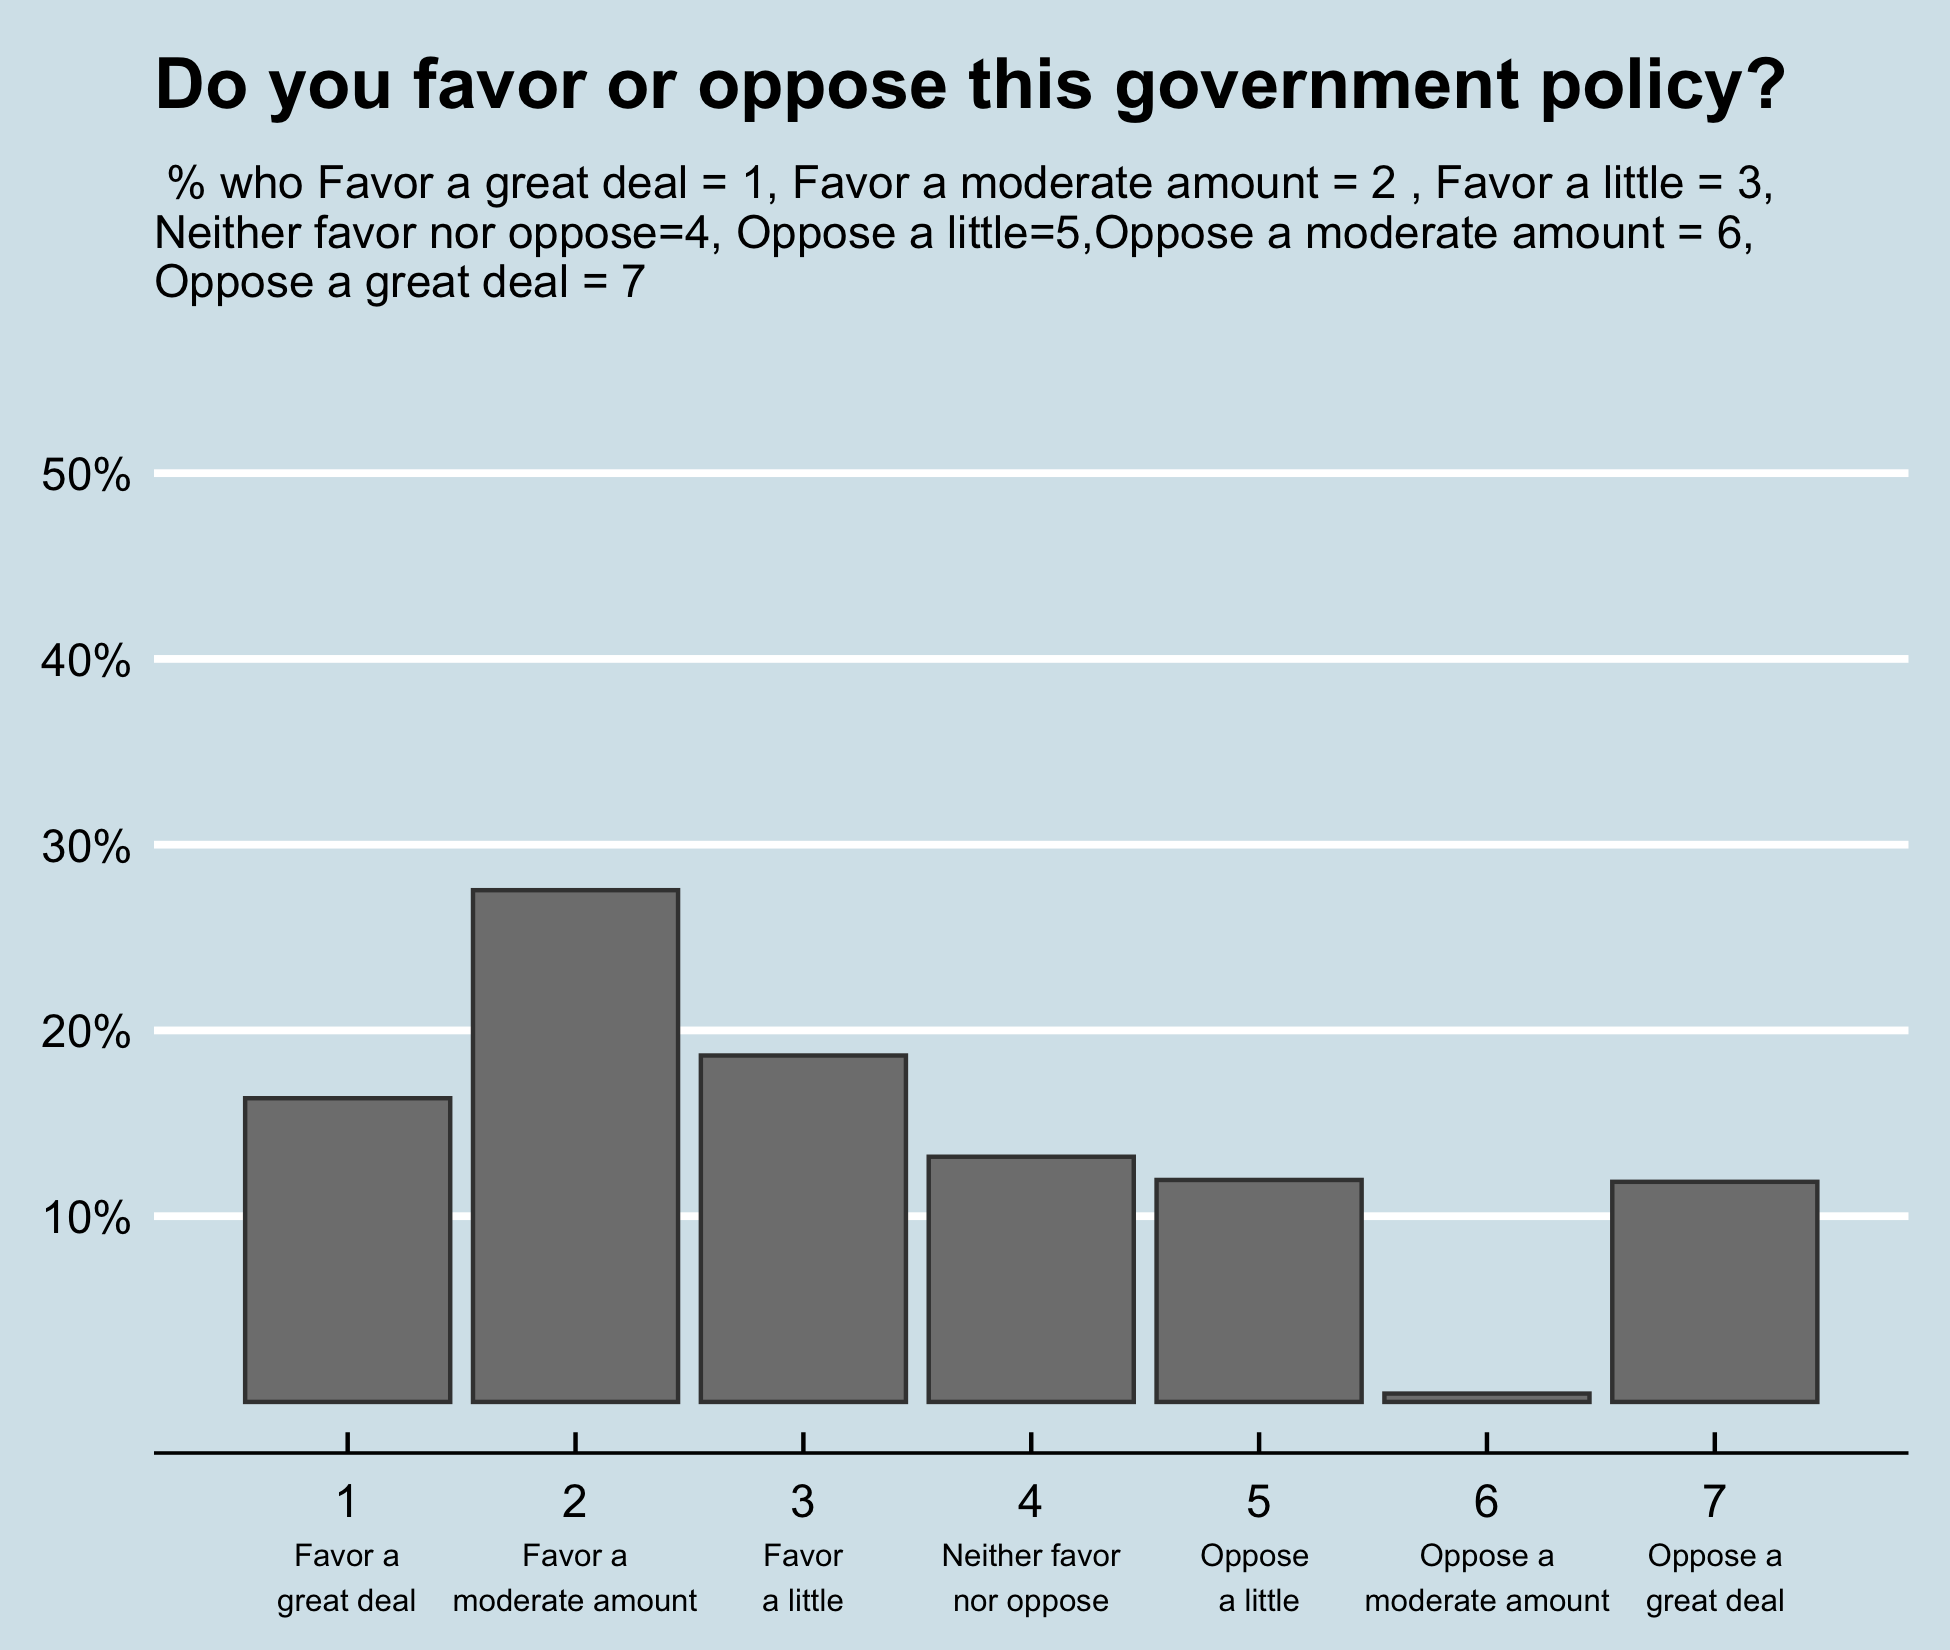 Do you favor or oppose this government policy?
% who Favor a great deal = 1, Favor a moderate amount = 2 , Favor a little = 3,
Neither favor nor oppose=4, Oppose a little=5,Oppose a moderate amount = 6,
Oppose a great deal = 7
50%
40%
30%
20%
10%
1 2 3 4 5 6 7
Favor a Favor a Favor Neither favor Oppose Oppose a Oppose a
great deal moderate amount a little nor oppose a little moderate amount great deal